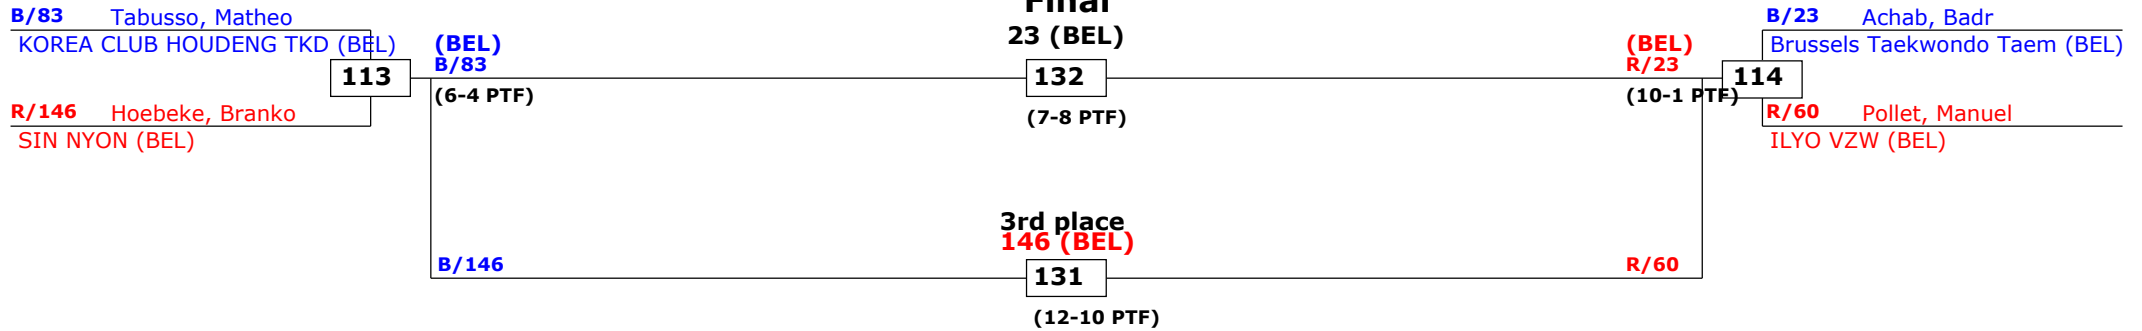 B/83 Tabusso, Matheo
KOREA CLUB HOUDENG TKD (BEL)
113
R/146 Hoebeke, Branko
SIN NYON (BEL)
(BEL)
B/83
(6-4 PTF)
Final
23 (BEL)
132
(7-8 PTF)
(BEL)
R/23
(10-1 PTF)
114
B/23 Achab, Badr
Brussels Taekwondo Taem (BEL)
R/60 Pollet, Manuel
ILYO VZW (BEL)
3rd place
146 (BEL)
B/146
131
R/60
(12-10 PTF)